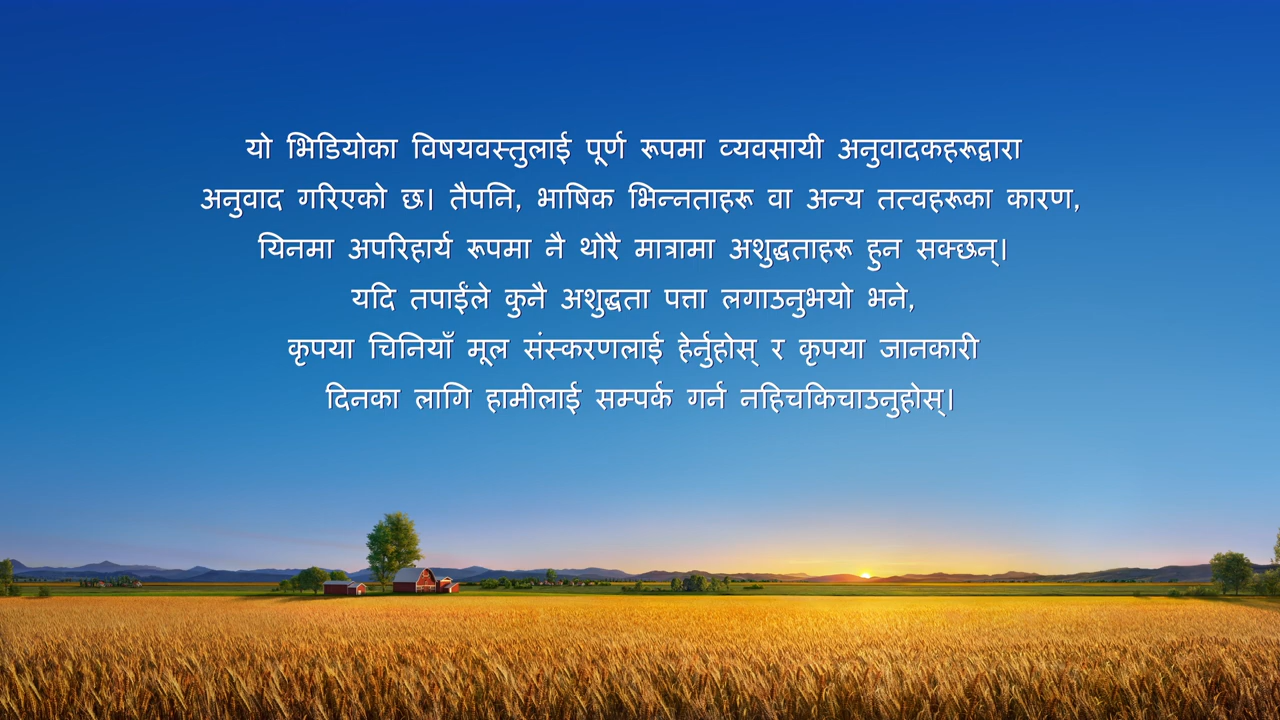 यो भिडियोका विषयवस्तुलाई पूर्ण रूपमा व्यवसायी अनुवादकहरूद्वारा
अनुवाद गरिएको छ। तैपनि, भाषिक भिन्नताहरू वा अन्य तत्वहरूका कारण,
यिनमा अपरिहार्य रूपमा नै थोरै मात्रामा अशुद्धताहरू हुन सक्छन्।
यदि तपाईंले कुनै अशुद्धता पत्ता लगाउनुभयो भने,
कृपया चिनियाँ मूल संस्करणलाई हेर्नुहोस् र कृपया जानकारी
दिनका लागि हामीलाई सम्पर्क गर्न नहिचकिचाउनुहोस्।